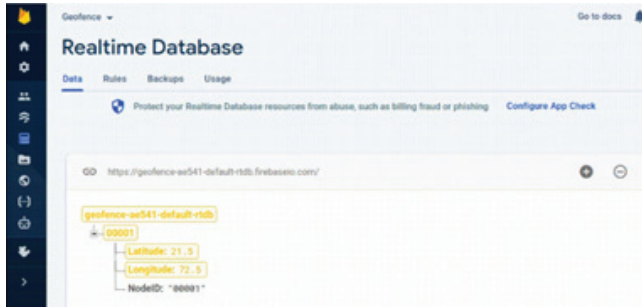 Geofence
Go to docs
Realtime Database
Data Rules Backups Usage
Protect your Realtime Database resources from abuse, such as billing fraud or phishing Configure App Check
https://geofence-ae541-default-rtdb.firebaseio.com/
geofence-ae541-default-rtdb
00001
Latitude: 21.5
Longitude: 72.5
NodeID: "00001"